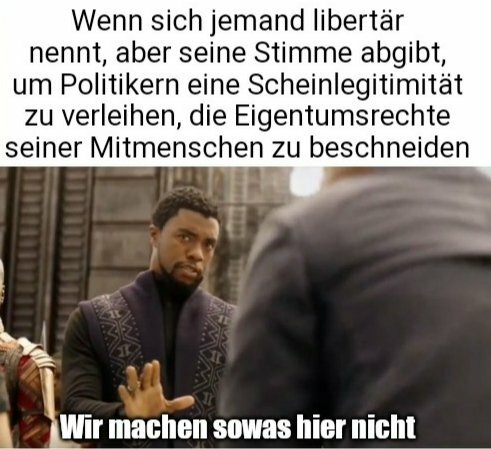 Wenn sich jemand libertär
nennt, aber seine Stimme abgibt,
um Politikern eine Scheinlegitimität
zu verleihen, die Eigentumsrechte
seiner Mitmenschen zu beschneiden
Wir machen sowas hier nicht